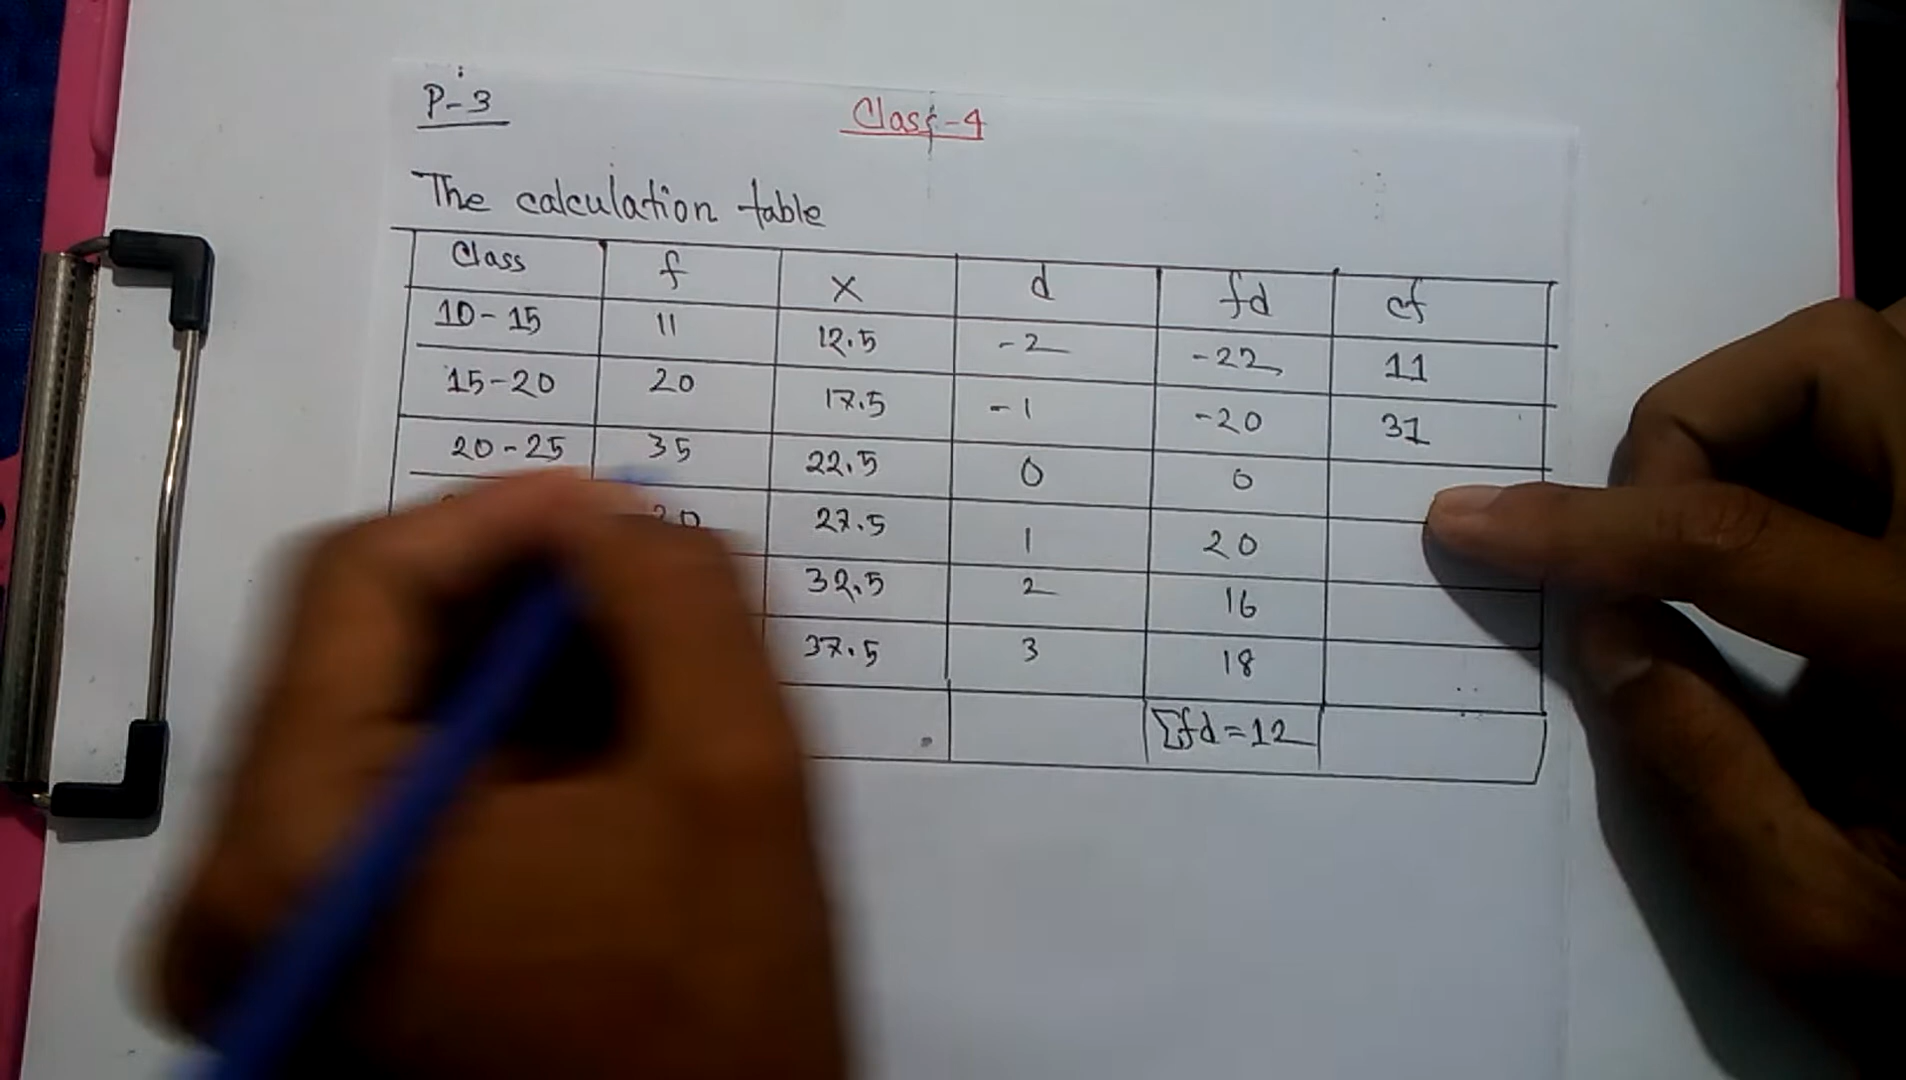 P-3
Class-4
The calculation table
Class f x d fd cf
10-15 11 12.5 -2 -22 11
15-20 20 17.5 -1 -20 31
20-25 35 22.5 0 0
20 27.5 1 20
32.5 2 16
37.5 3 18
Σfd=12